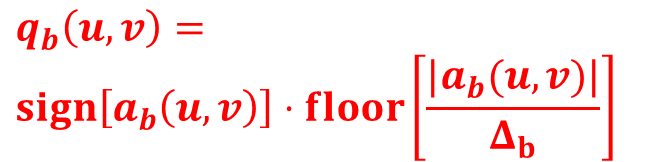 q_b(u, v) =
sign[a_b(u, v)] · floor[|a_b(u, v)| / Δ_b]